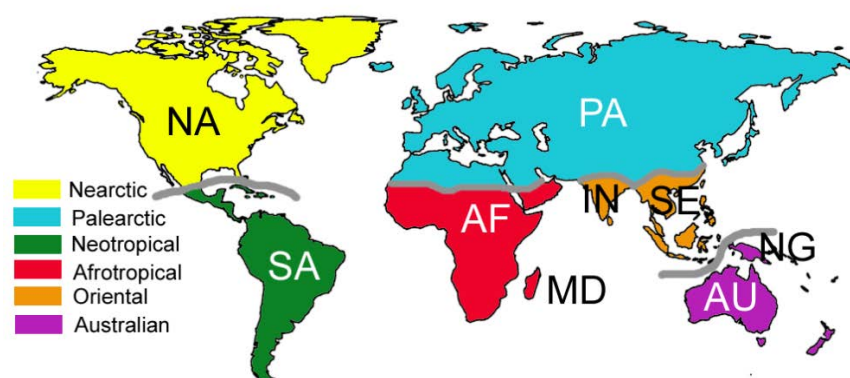 NA
PA
Nearctic
Palearctic
Neotropical
Afrotropical
Oriental
Australian
SA
AF
MD
IN
SE
NG
AU